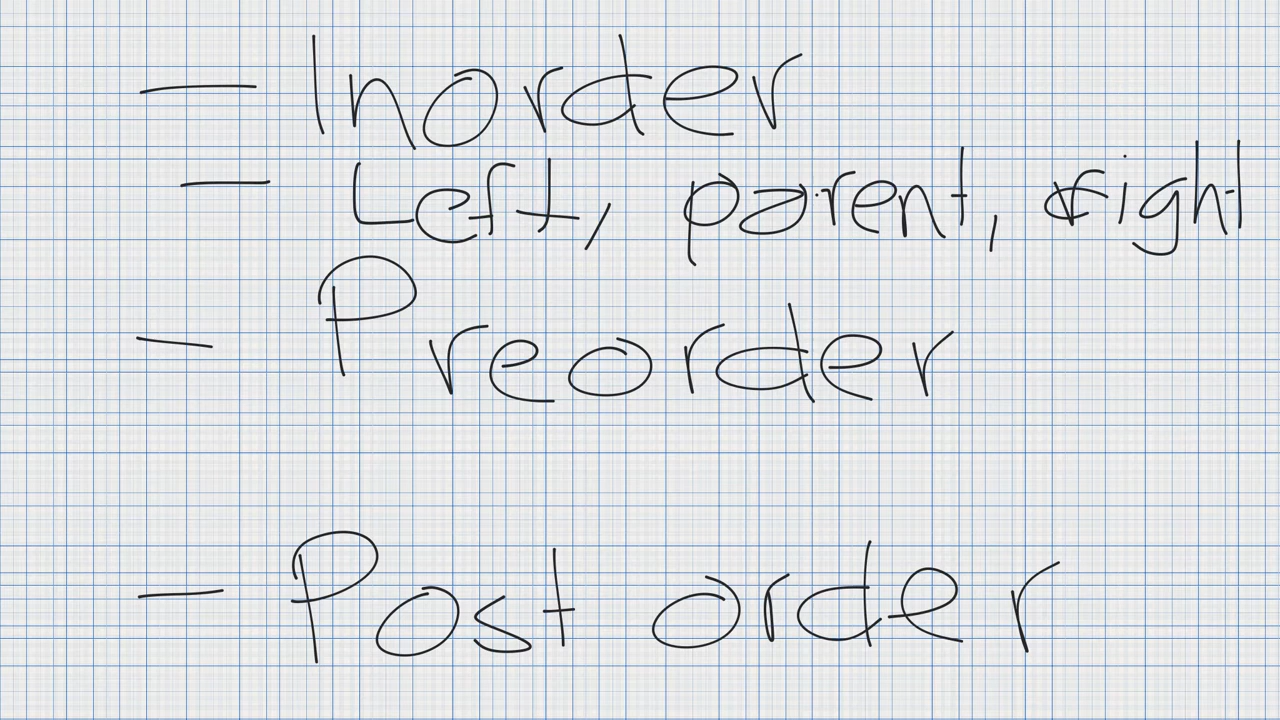 - Inorder
- Left, parent, right
- Preorder
- Post order